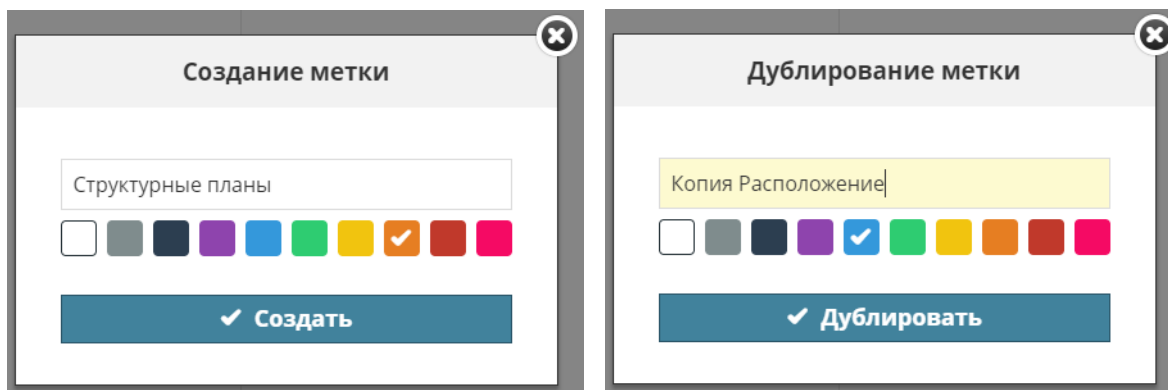 Создание метки
Структурные планы
Создать
Дублирование метки
Копия Расположение
Дублировать